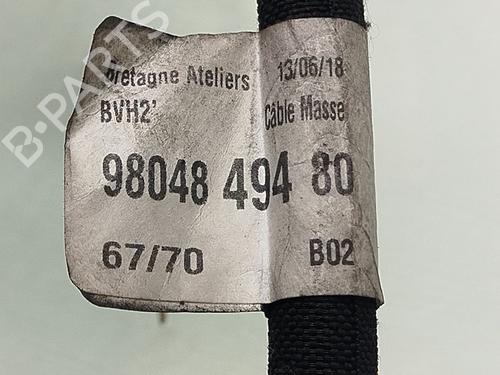 B-PARTS
Bretagne Ateliers 13/06/18
BVH2' Câble Masse
98048 494 80
67/70 B02